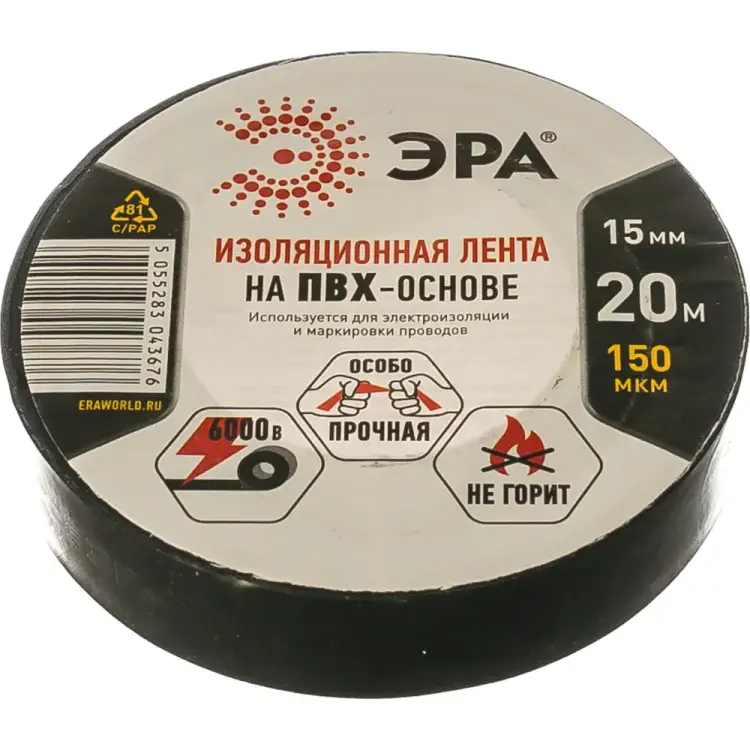 ЭРА®
ИЗОЛЯЦИОННАЯ ЛЕНТА
НА ПВХ-ОСНОВЕ
Используется для электроизоляции
и маркировки проводов
15 мм
20 м
150
МКМ
81
C/PAP
5 055283 043676
ERAWORLD.RU
6000 В
ОСОБО
ПРОЧНАЯ
НЕ ГОРИТ